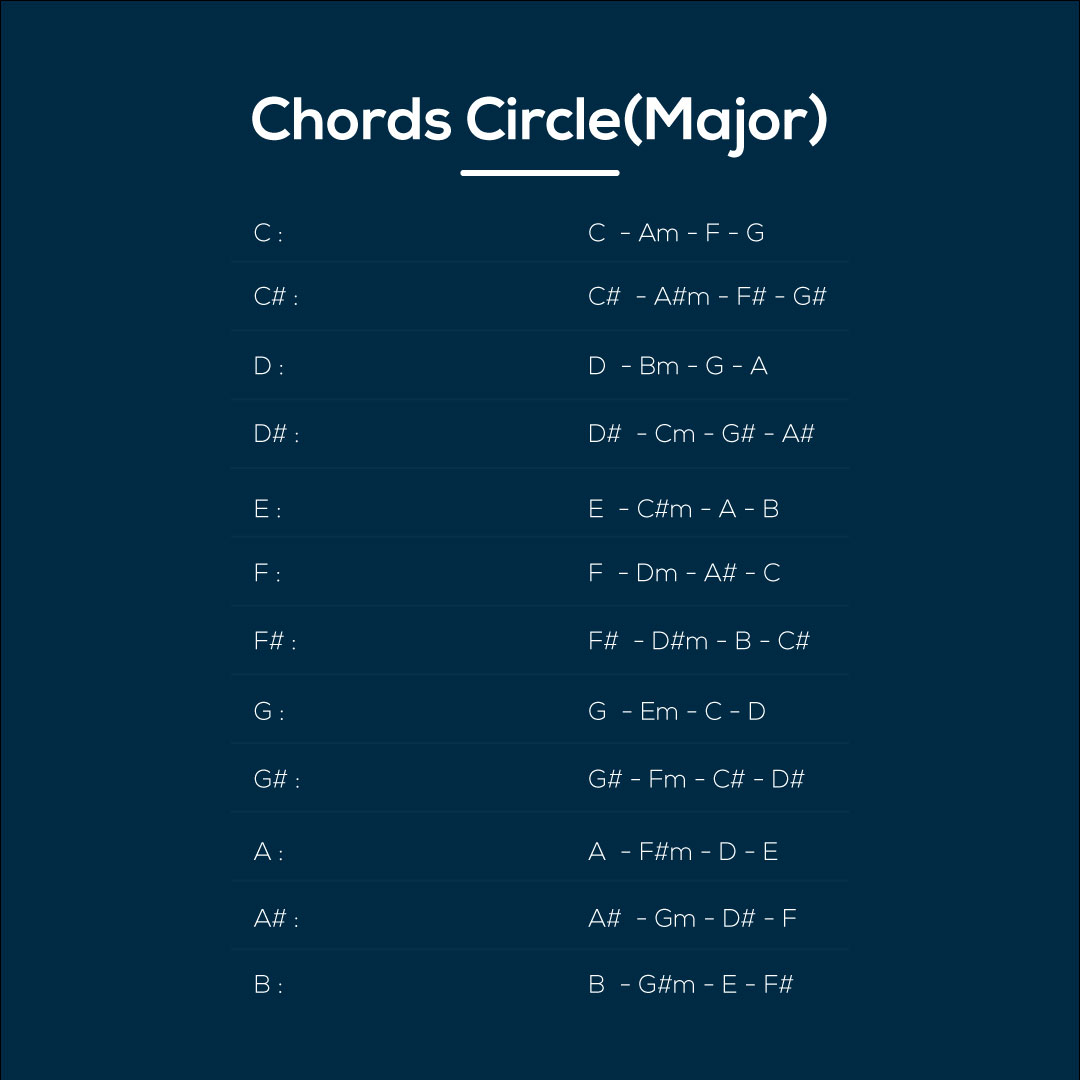 Chords Circle(Major)
C : C - Am - F - G
C# : C# - A#m - F# - G#
D : D - Bm - G - A
D# : D# - Cm - G# - A#
E : E - C#m - A - B
F : F - Dm - A# - C
F# : F# - D#m - B - C#
G : G - Em - C - D
G# : G# - Fm - C# - D#
A : A - F#m - D - E
A# : A# - Gm - D# - F
B : B - G#m - E - F#